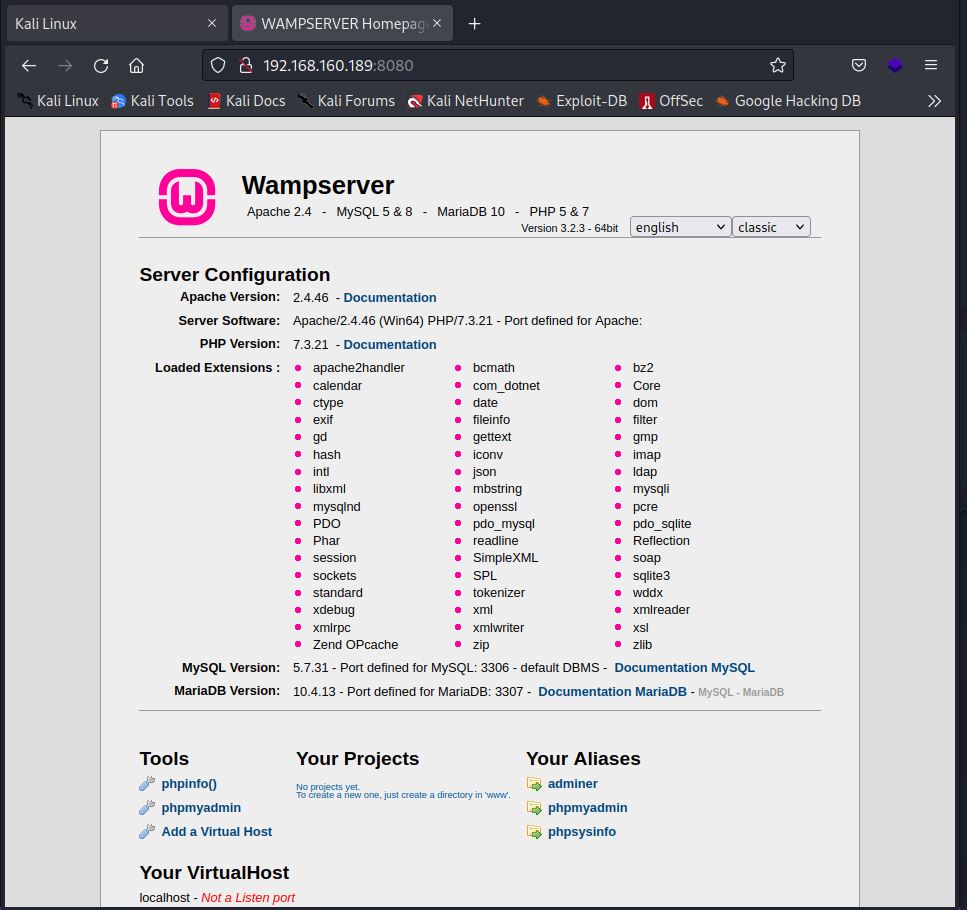 Kali Linux
WAMPSERVER Homepag
192.168.160.189:8080
Kali Linux Kali Tools Kali Docs Kali Forums Kali NetHunter Exploit-DB OffSec Google Hacking DB
Wampserver
Apache 2.4 - MySQL 5 & 8 - MariaDB 10 - PHP 5 & 7
Version 3.2.3 - 64bit english classic
Server Configuration
Apache Version: 2.4.46 - Documentation
Server Software: Apache/2.4.46 (Win64) PHP/7.3.21 - Port defined for Apache:
PHP Version: 7.3.21 - Documentation
Loaded Extensions : apache2handler bcmath bz2
calendar com_dotnet Core
ctype date dom
exif fileinfo filter
gd gettext gmp
hash iconv imap
intl json ldap
libxml mbstring mysqli
mysqlnd openssl pcre
PDO pdo_mysql pdo_sqlite
Phar readline Reflection
session SimpleXML soap
sockets SPL sqlite3
standard tokenizer wddx
xdebug xml xmlreader
xmlrpc xmlwriter xsl
Zend OPcache zip zlib
MySQL Version: 5.7.31 - Port defined for MySQL: 3306 - default DBMS - Documentation MySQL
MariaDB Version: 10.4.13 - Port defined for MariaDB: 3307 - Documentation MariaDB - MySQL - MariaDB
Tools
phpinfo()
phpmyadmin
Add a Virtual Host
Your Projects
No projects yet.
To create a new one, just create a directory in 'www'.
Your Aliases
adminer
phpmyadmin
phpsysinfo
Your VirtualHost
localhost - Not a Listen port